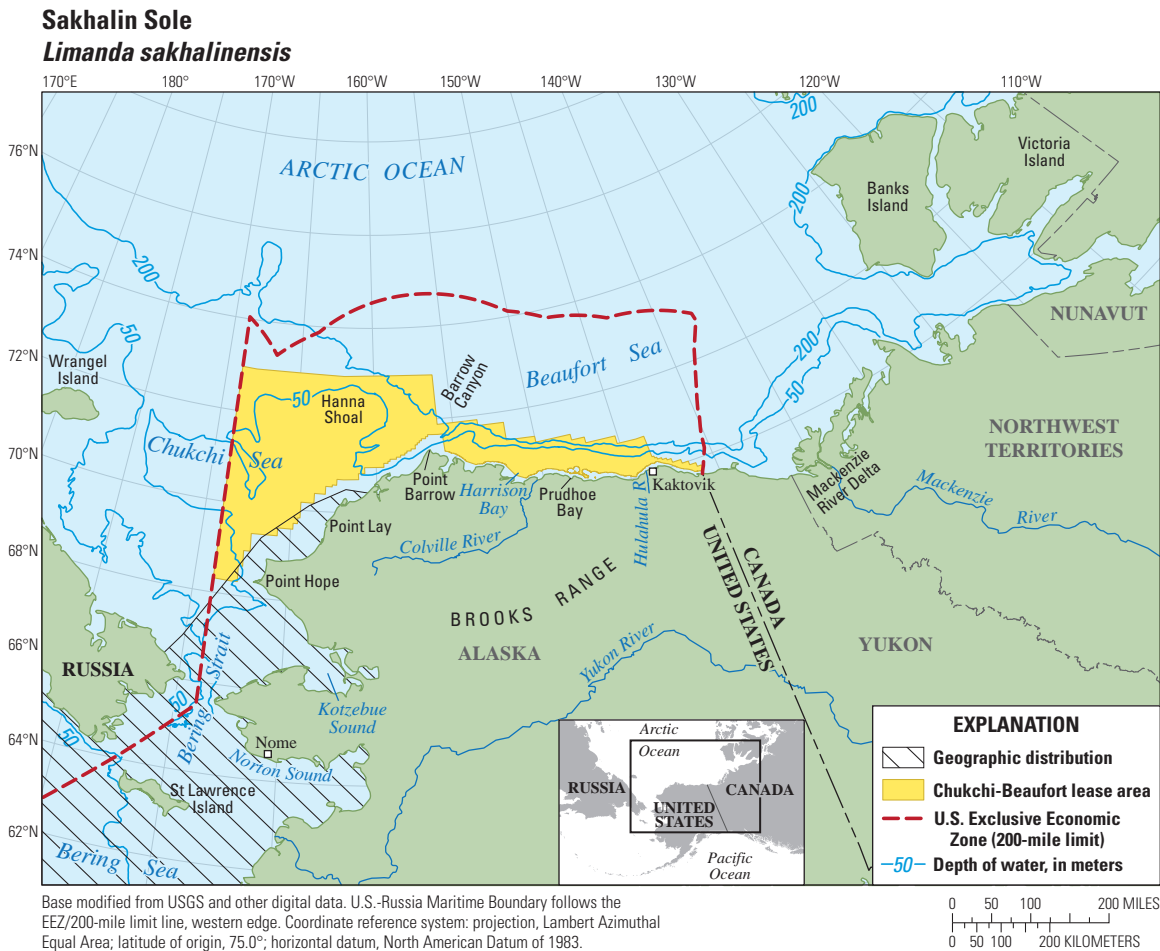 Sakhalin Sole
Limanda sakhalinensis
170°E 180° 170°W 160°W 150°W 140°W 130°W 120°W 110°W
76°N
74°N
72°N
70°N
68°N
66°N
64°N
62°N
ARCTIC OCEAN
200
200
Victoria
Island
Banks
Island
200
200
50
Wrangel
Island
NUNAVUT
Beaufort Sea
200
50
Barrow
Canyon
50
Hanna
Shoal
Chukchi Sea
NORTHWEST
TERRITORIES
Point
Barrow
Harrison
Bay
Prudhoe
Bay
Hulahula R
Kaktovik
Mackenzie
River Delta
Mackenzie
River
Point Lay
Colville River
Point Hope
BROOKS RANGE
CANADA
UNITED STATES
ALASKA
YUKON
Yukon River
RUSSIA
Bering Strait
50
50
Kotzebue
Sound
Nome
Norton Sound
St Lawrence
Island
Bering Sea
Arctic
Ocean
RUSSIA
CANADA
UNITED
STATES
Pacific
Ocean
EXPLANATION
Geographic distribution
Chukchi-Beaufort lease area
U.S. Exclusive Economic
Zone (200-mile limit)
50 Depth of water, in meters
Base modified from USGS and other digital data. U.S.-Russia Maritime Boundary follows the
EEZ/200-mile limit line, western edge. Coordinate reference system: projection, Lambert Azimuthal
Equal Area; latitude of origin, 75.0°; horizontal datum, North American Datum of 1983.
0 50 100 200 MILES
0 50 100 200 KILOMETERS